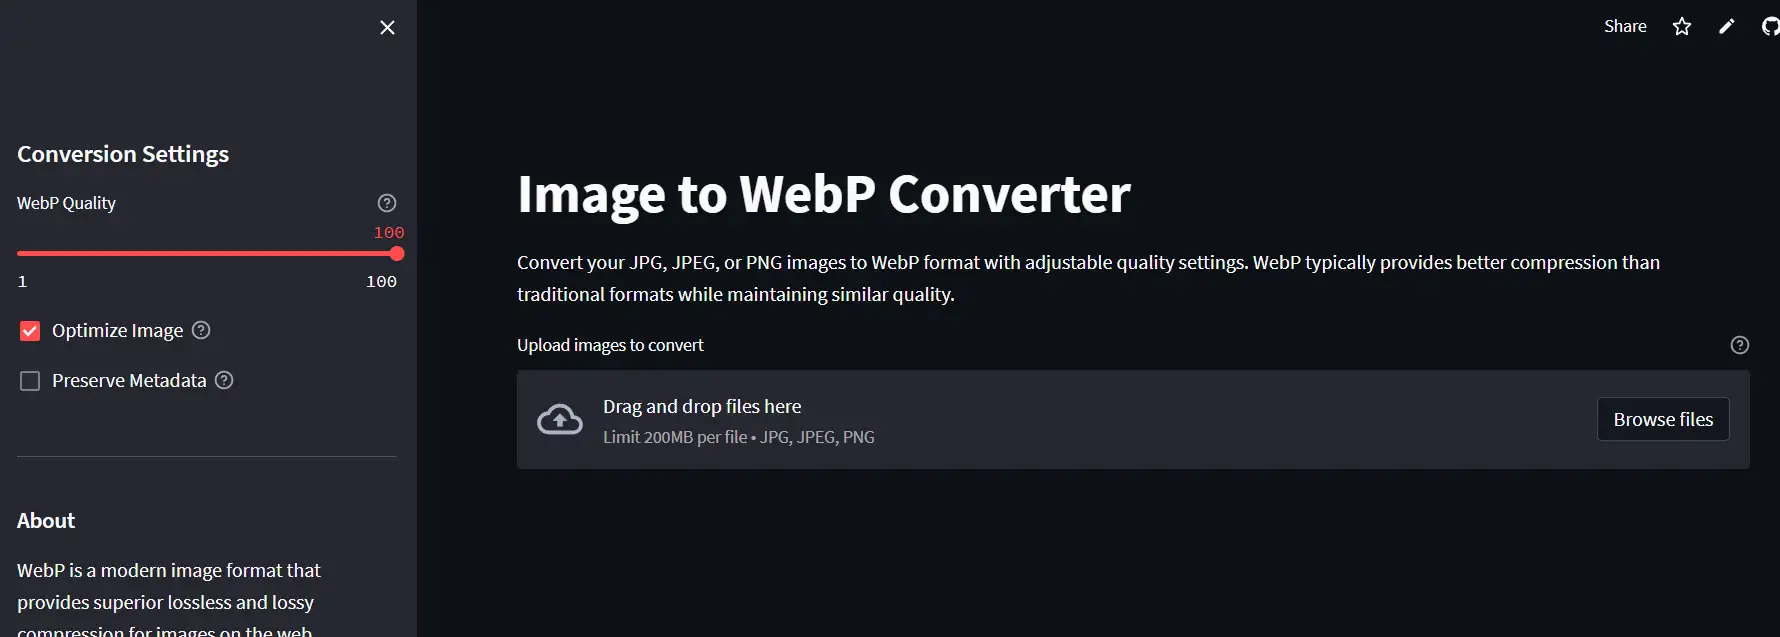 Share
Conversion Settings
WebP Quality
100
1
100
Optimize Image
Preserve Metadata
About
WebP is a modern image format that
provides superior lossless and lossy
compression for images on the web.
Image to WebP Converter
Convert your JPG, JPEG, or PNG images to WebP format with adjustable quality settings. WebP typically provides better compression than
traditional formats while maintaining similar quality.
Upload images to convert
Drag and drop files here
Limit 200MB per file • JPG, JPEG, PNG
Browse files